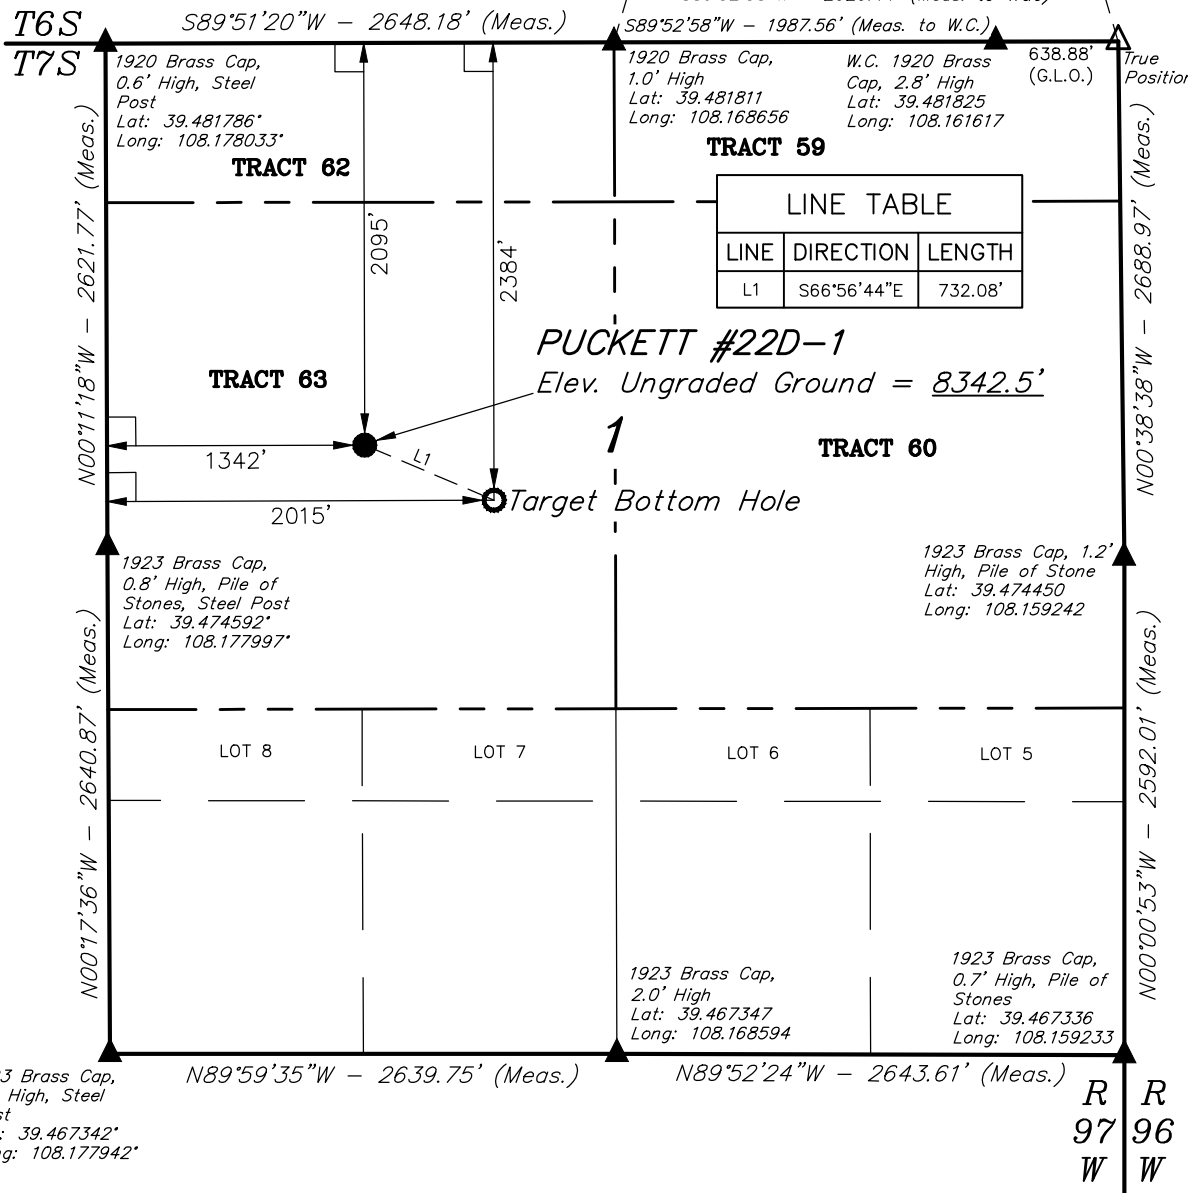 T6S
T7S
S89°51'20"W - 2648.18' (Meas.)
S89°52'58"W - 1987.56' (Meas. to W.C.)
1920 Brass Cap,
0.6' High, Steel
Post
Lat: 39.481786°
Long: 108.178033°
1920 Brass Cap,
1.0' High
Lat: 39.481811
Long: 108.168656
W.C. 1920 Brass
Cap, 2.8' High
Lat: 39.481825
Long: 108.161617
638.88'
(G.L.O.)
True
Position
TRACT 62
TRACT 59
LINE TABLE
LINE DIRECTION LENGTH
L1 S66°56'44"E 732.08'
N00°11'18"W - 2621.77' (Meas.)
2095'
2384'
N00°38'38"W - 2688.97' (Meas.)
PUCKETT #22D-1
Elev. Ungraded Ground = 8342.5'
TRACT 63
1
TRACT 60
1342'
L1
2015'
Target Bottom Hole
1923 Brass Cap,
0.8' High, Pile of
Stones, Steel Post
Lat: 39.474592°
Long: 108.177997°
1923 Brass Cap, 1.2'
High, Pile of Stone
Lat: 39.474450
Long: 108.159242
N00°17'36"W - 2640.87' (Meas.)
N00°00'53"W - 2592.01' (Meas.)
LOT 8
LOT 7
LOT 6
LOT 5
1923 Brass Cap,
2.0' High
Lat: 39.467347
Long: 108.168594
1923 Brass Cap,
0.7' High, Pile of
Stones
Lat: 39.467336
Long: 108.159233
3 Brass Cap,
High, Steel
st
: 39.467342°
ng: 108.177942°
N89°59'35"W - 2639.75' (Meas.)
N89°52'24"W - 2643.61' (Meas.)
R R
97 96
W W